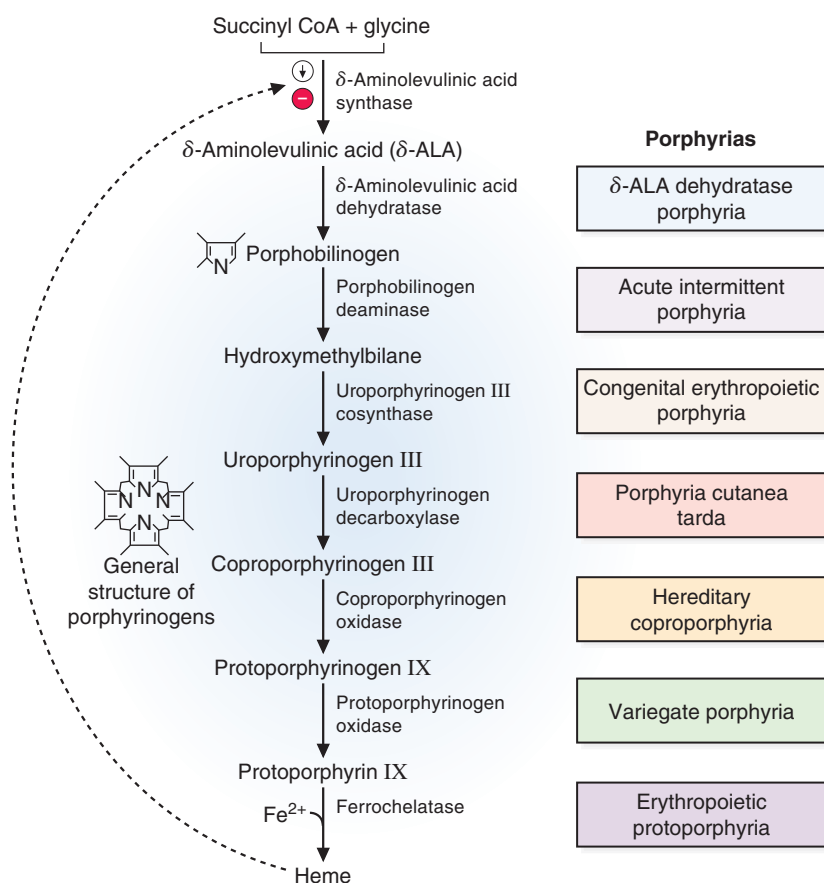 Succinyl CoA + glycine
↓
−
δ-Aminolevulinic acid
synthase
δ-Aminolevulinic acid (δ-ALA)
Porphyrias
δ-Aminolevulinic acid
dehydratase
δ-ALA dehydratase
porphyria
N
Porphobilinogen
Porphobilinogen
deaminase
Acute intermittent
porphyria
Hydroxymethylbilane
Uroporphyrinogen III
cosynthase
Congenital erythropoietic
porphyria
Uroporphyrinogen III
N
N N
N
General
structure of
porphyrinogens
Uroporphyrinogen
decarboxylase
Porphyria cutanea
tarda
Coproporphyrinogen III
Coproporphyrinogen
oxidase
Hereditary
coproporphyria
Protoporphyrinogen IX
Protoporphyrinogen
oxidase
Variegate porphyria
Protoporphyrin IX
Fe2+
Ferrochelatase
Erythropoietic
protoporphyria
Heme